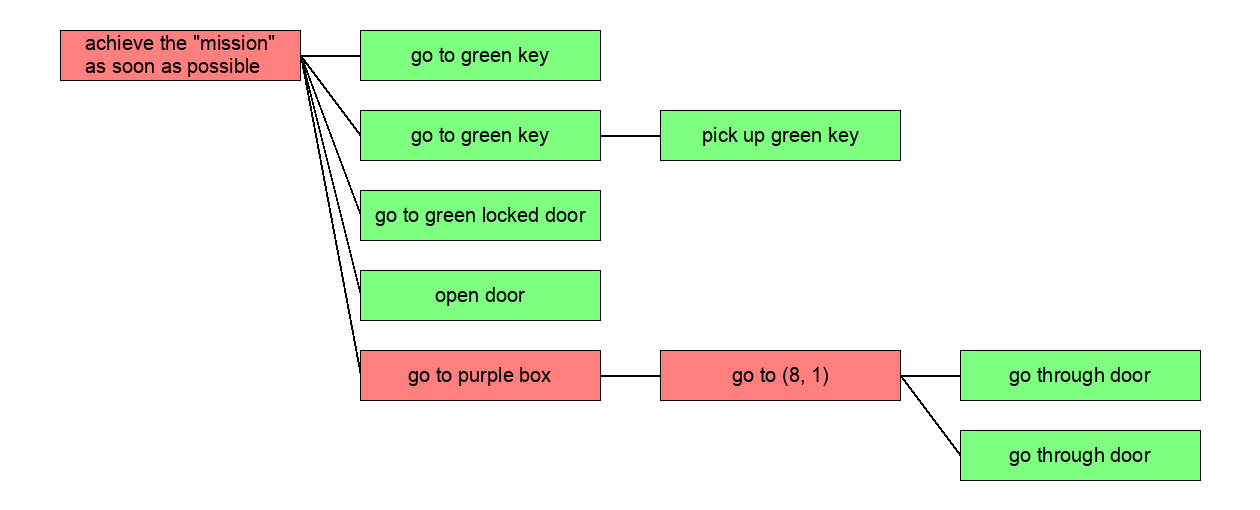 achieve the "mission"
as soon as possible
go to green key
go to green key
pick up green key
go to green locked door
open door
go to purple box
go to (8, 1)
go through door
go through door